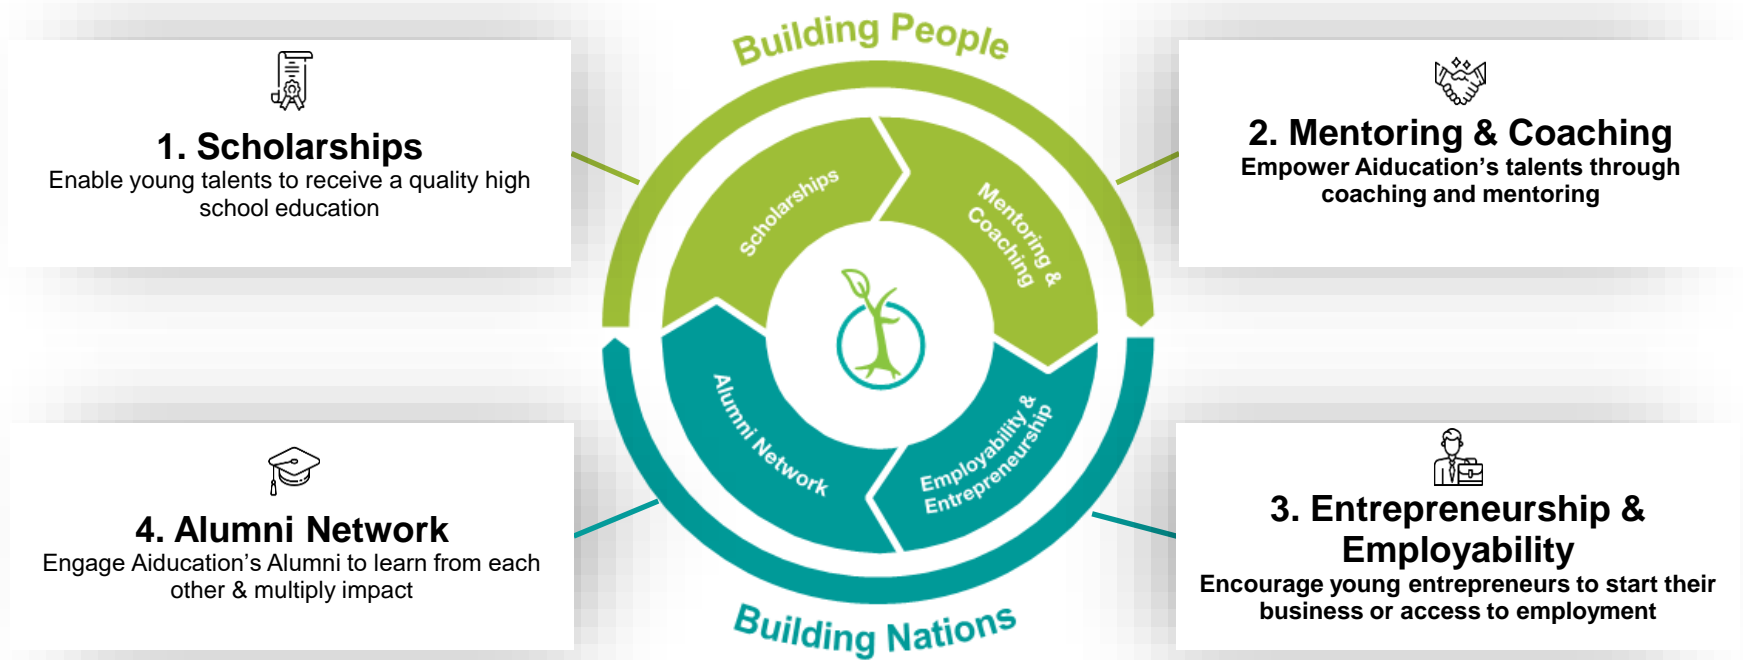 Building People
1. Scholarships
Enable young talents to receive a quality high
school education
2. Mentoring & Coaching
Empower Aiducation’s talents through
coaching and mentoring
Scholarships
Mentoring &
Coaching
Alumni Network
Employability &
Entrepreneurship
4. Alumni Network
Engage Aiducation’s Alumni to learn from each
other & multiply impact
3. Entrepreneurship &
Employability
Encourage young entrepreneurs to start their
business or access to employment
Building Nations